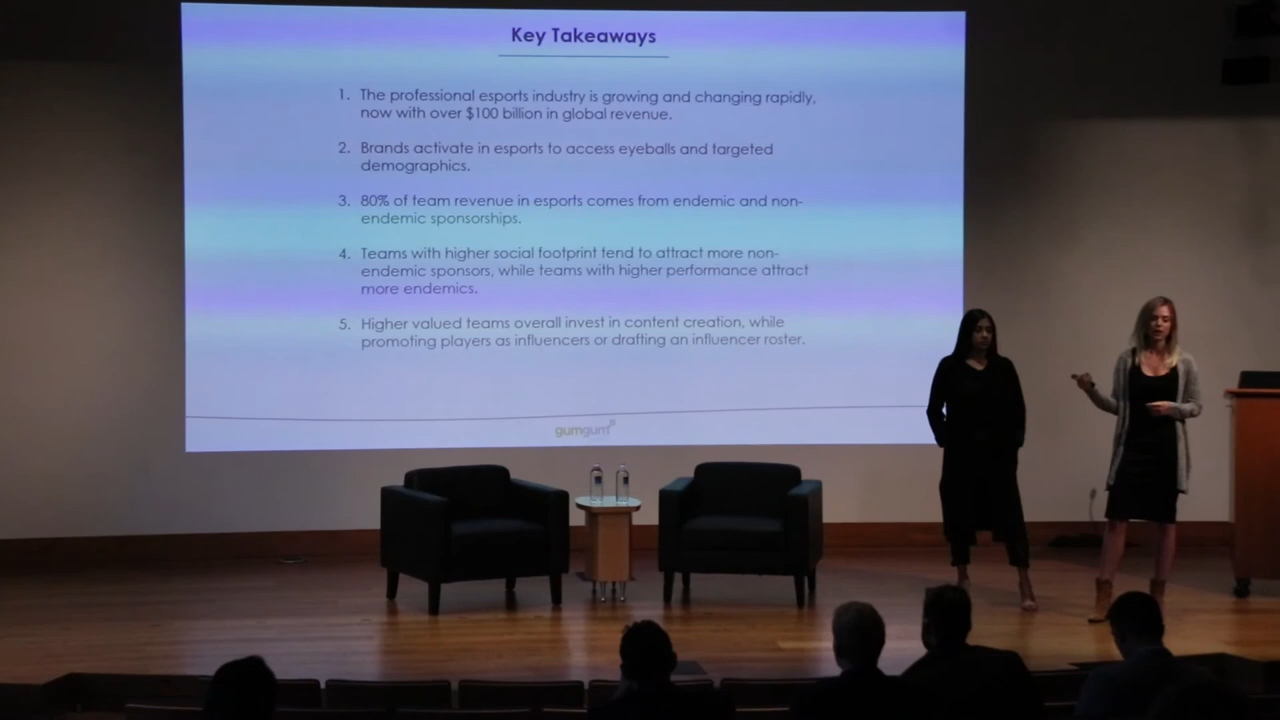 Key Takeaways
1. The professional esports industry is growing and changing rapidly,
now with over $100 billion in global revenue.
2. Brands activate in esports to access eyeballs and targeted
demographics.
3. 80% of team revenue in esports comes from endemic and non-
endemic sponsorships.
4. Teams with higher social footprint tend to attract more non-
endemic sponsors, while teams with higher performance attract
more endemics.
5. Higher valued teams overall invest in content creation, while
promoting players as influencers or drafting an influencer roster.
gumgum